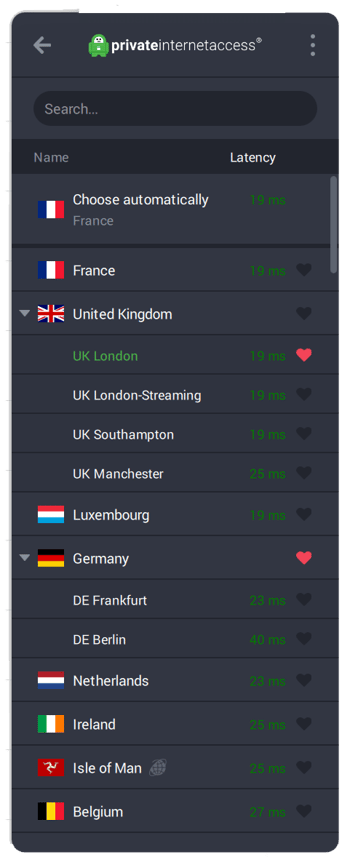 privateinternetaccess®
Search...
Name Latency
Choose automatically 19 ms
France
France 19 ms
United Kingdom
UK London 19 ms
UK London-Streaming 19 ms
UK Southampton 19 ms
UK Manchester 25 ms
Luxembourg 19 ms
Germany
DE Frankfurt 23 ms
DE Berlin 40 ms
Netherlands 23 ms
Ireland 25 ms
Isle of Man 25 ms
Belgium 27 ms